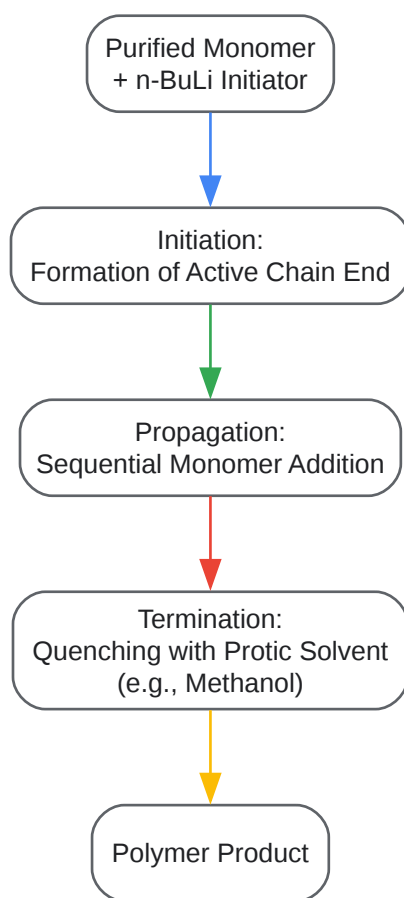 Purified Monomer
+ n-BuLi Initiator
Initiation:
Formation of Active Chain End
Propagation:
Sequential Monomer Addition
Termination:
Quenching with Protic Solvent
(e.g., Methanol)
Polymer Product